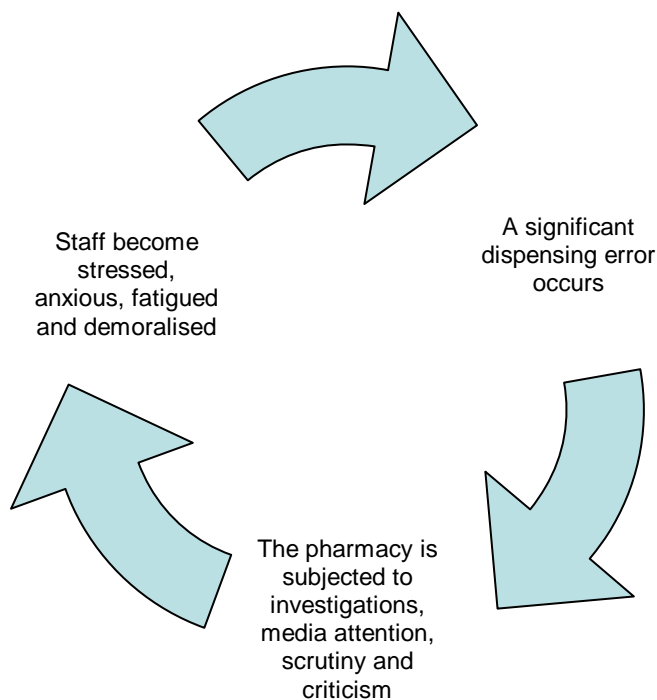 Staff become
stressed,
anxious, fatigued
and demoralised
A significant
dispensing error
occurs
The pharmacy is
subjected to
investigations,
media attention,
scrutiny and
criticism